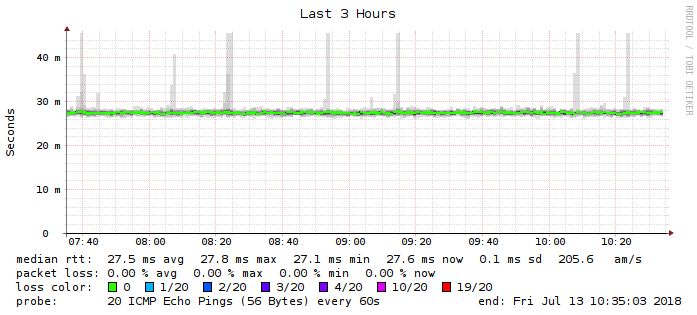 Last 3 Hours
RRDTOOL / TOBI OETIKER
Seconds
40 m
30 m
20 m
10 m
0
07:40 08:00 08:20 08:40 09:00 09:20 09:40 10:00 10:20
median rtt: 27.5 ms avg 27.8 ms max 27.1 ms min 27.6 ms now 0.1 ms sd 205.6 am/s
packet loss: 0.00 % avg 0.00 % max 0.00 % min 0.00 % now
loss color: 0 1/20 2/20 3/20 4/20 10/20 19/20
probe: 20 ICMP Echo Pings (56 Bytes) every 60s end: Fri Jul 13 10:35:03 2018